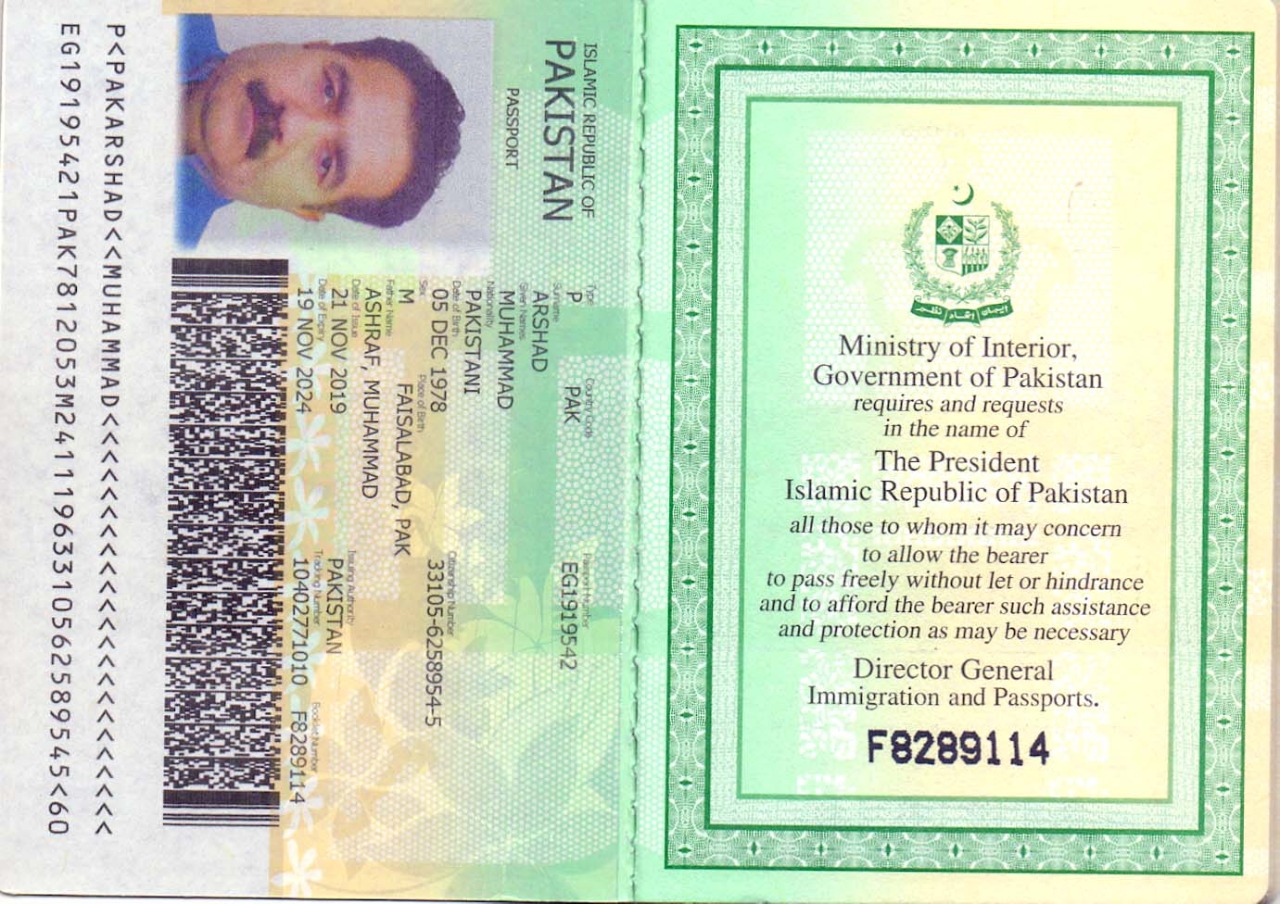 ISLAMIC REPUBLIC OF
PAKISTAN
PASSPORT
Type Country Code Passport Number
P PAK EG1919542
Surname
ARSHAD
Given Names
MUHAMMAD
Nationality
PAKISTANI
Date of Birth Citizenship Number
05 DEC 1978 33105-6258954-5
Sex Place of Birth
M FAISALABAD, PAK
Father Name
ASHRAF, MUHAMMAD
Date of Issue Issuing Authority
21 NOV 2019 PAKISTAN
Date of Expiry Tracking Number Booklet Number
19 NOV 2024 10402771010 F8289114
P<PAKARSHAD<<MUHAMMAD<<<<<<<<<<<<<<<<<<<<<<<
EG19195421PAK7812053M24111963310562589545<60
ایمان اتحاد نظم
Ministry of Interior,
Government of Pakistan
requires and requests
in the name of
The President
Islamic Republic of Pakistan
all those to whom it may concern
to allow the bearer
to pass freely without let or hindrance
and to afford the bearer such assistance
and protection as may be necessary
Director General
Immigration and Passports.
F8289114